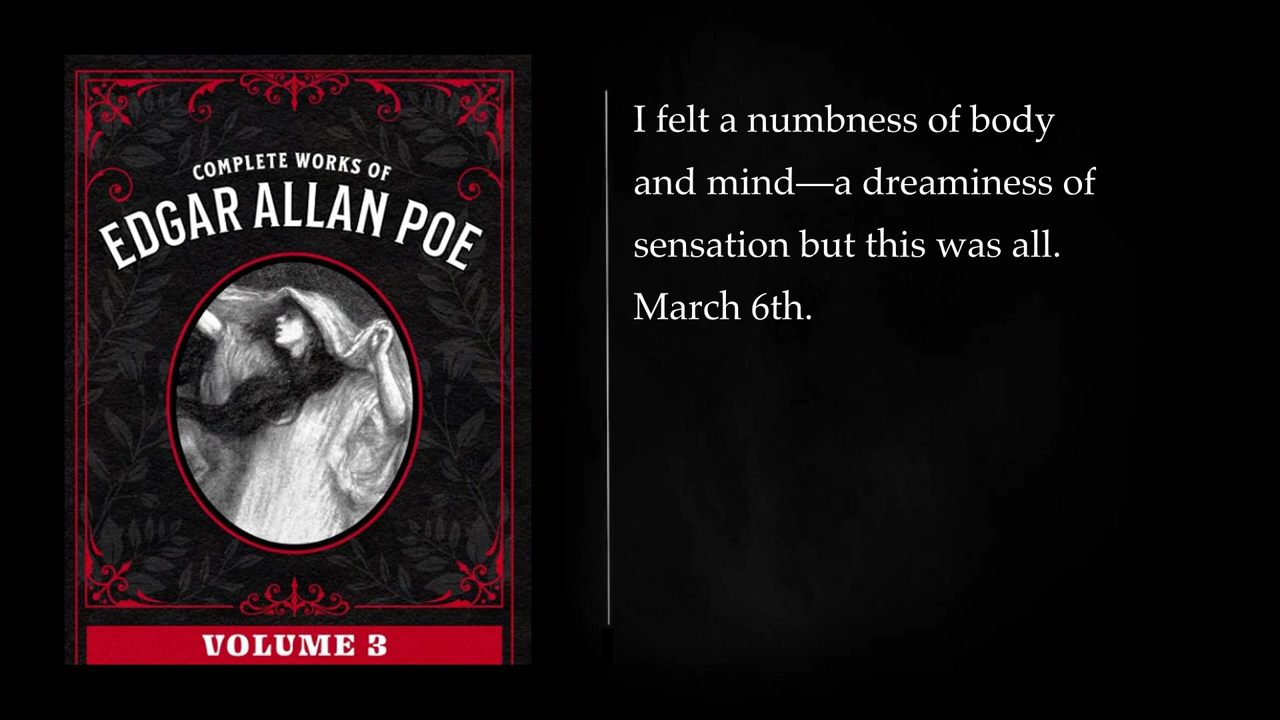 COMPLETE WORKS OF
EDGAR ALLAN POE
VOLUME 3
I felt a numbness of body
and mind—a dreaminess of
sensation but this was all.
March 6th.